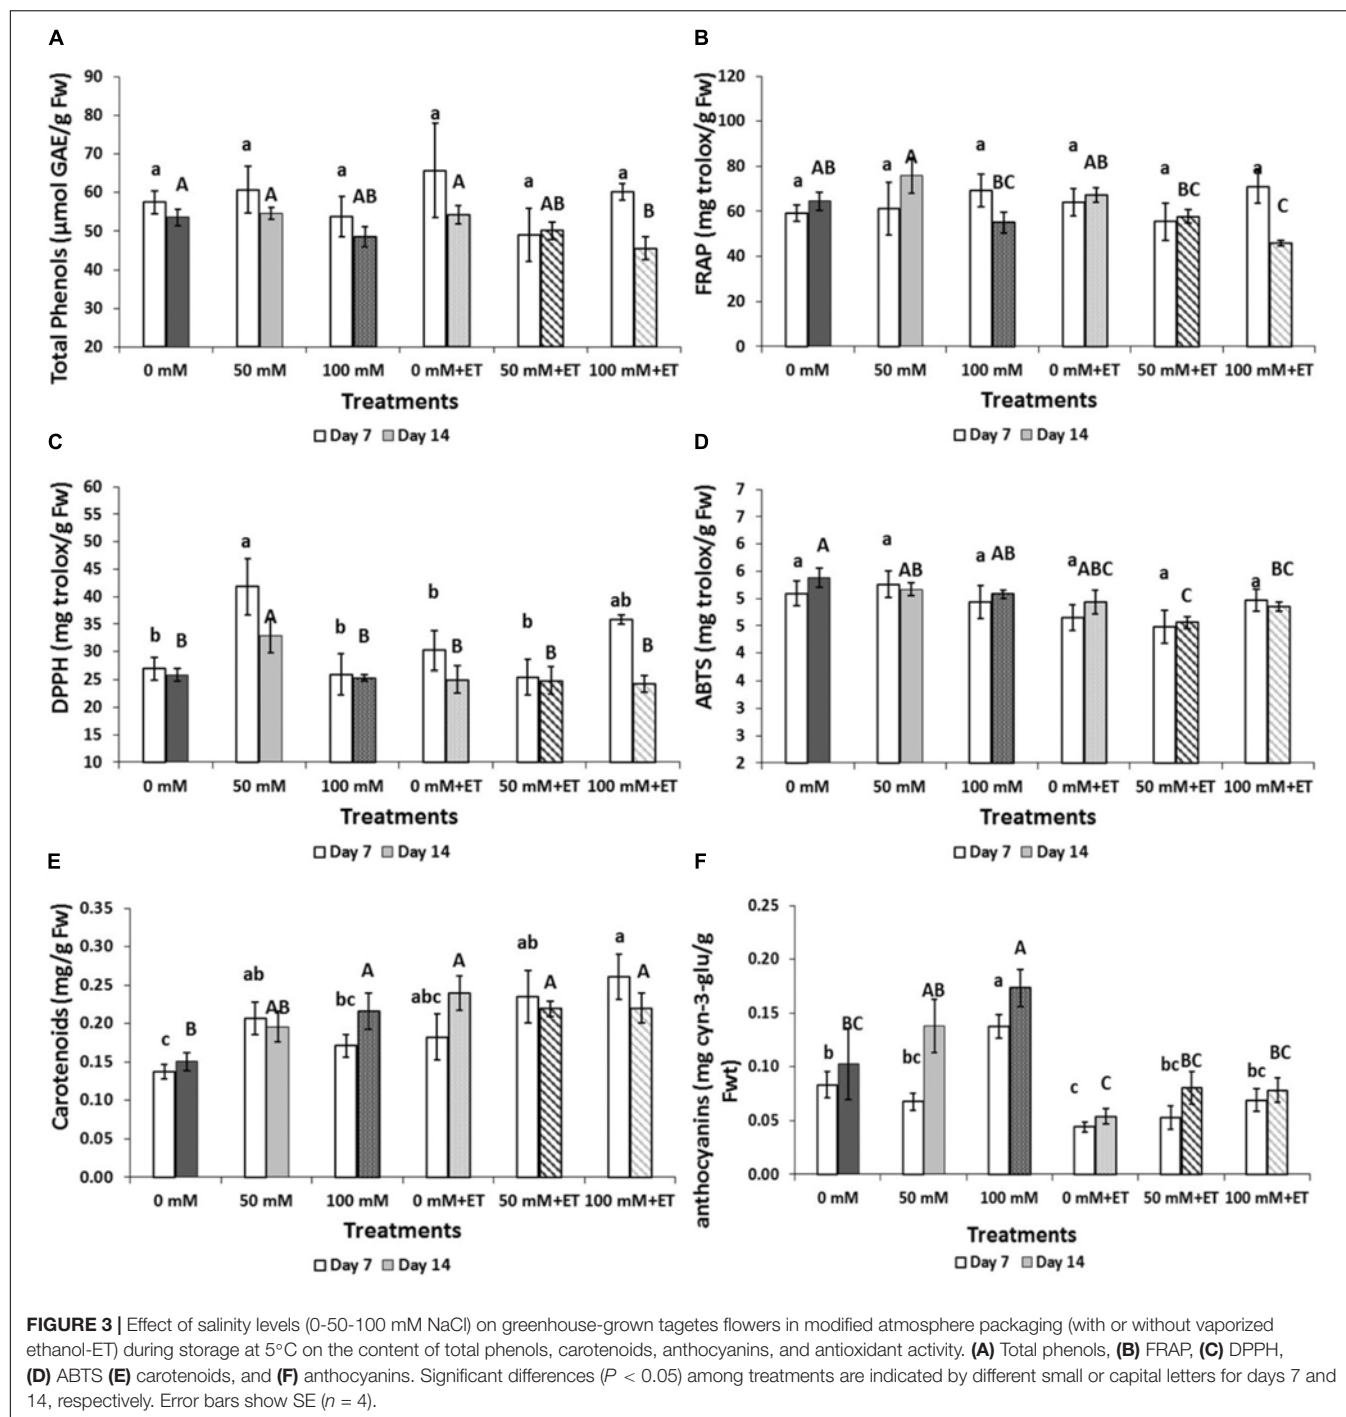 A
Total Phenols (μmol GAE/g Fw)
90
80
70
60
50
40
30
20
a A a A a AB a A a AB a B
0 mM 50 mM 100 mM 0 mM+ET 50 mM+ET 100 mM+ET
Treatments
Day 7 Day 14
B
FRAP (mg trolox/g Fw)
120
100
80
60
40
20
0
a AB a A a BC a AB a BC a C
0 mM 50 mM 100 mM 0 mM+ET 50 mM+ET 100 mM+ET
Treatments
Day 7 Day 14
C
DPPH (mg trolox/g Fw)
60
55
50
45
40
35
30
25
20
15
10
b B a A b B b B b B ab B
0 mM 50 mM 100 mM 0 mM+ET 50 mM+ET 100 mM+ET
Treatments
Day 7 Day 14
D
ABTS (mg trolox/g Fw)
7
7
6
6
5
5
4
4
3
3
2
a A a AB a AB a ABC a C a BC
0 mM 50 mM 100 mM 0 mM+ET 50 mM+ET 100 mM+ET
Treatments
Day 7 Day 14
E
Carotenoids (mg/g Fw)
0.35
0.30
0.25
0.20
0.15
0.10
0.05
0.00
c B ab AB bc A abc A ab A a A
0 mM 50 mM 100 mM 0 mM+ET 50 mM+ET 100 mM+ET
Treatments
Day 7 Day 14
F
anthocyanins (mg cyn-3-glu/g
Fwt)
0.25
0.20
0.15
0.10
0.05
0.00
b BC bc AB a A c C bc BC bc BC
0 mM 50 mM 100 mM 0 mM+ET 50 mM+ET 100 mM+ET
Treatments
Day 7 Day 14
FIGURE 3 | Effect of salinity levels (0-50-100 mM NaCl) on greenhouse-grown tagetes flowers in modified atmosphere packaging (with or without vaporized
ethanol-ET) during storage at 5°C on the content of total phenols, carotenoids, anthocyanins, and antioxidant activity. (A) Total phenols, (B) FRAP, (C) DPPH,
(D) ABTS (E) carotenoids, and (F) anthocyanins. Significant differences (P < 0.05) among treatments are indicated by different small or capital letters for days 7 and
14, respectively. Error bars show SE (n = 4).